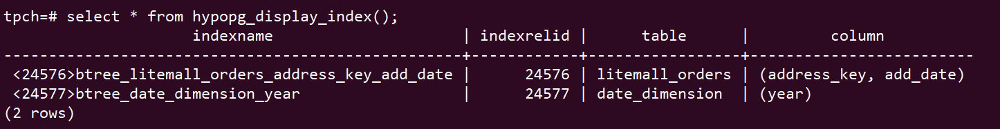 tpch=# select * from hypopg_display_index();
                   indexname                    | indexrelid |      table      |         column
------------------------------------------------+------------+-----------------+------------------------
 <24576>btree_litemall_orders_address_key_add_date |      24576 | litemall_orders | (address_key, add_date)
 <24577>btree_date_dimension_year                  |      24577 | date_dimension  | (year)
(2 rows)